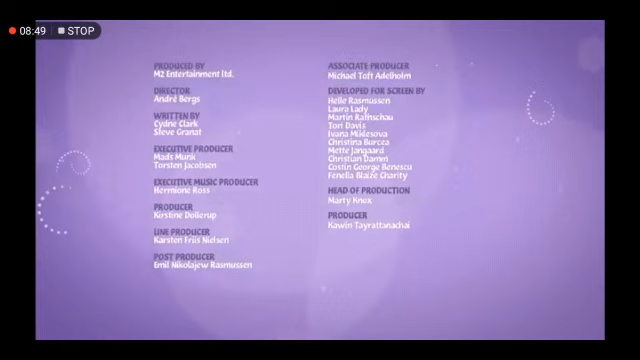 08:49 STOP
PRODUCED BY
M2 Entertainment ltd.
DIRECTOR
André Bergs
WRITTEN BY
Cydne Clark
Steve Granat
EXECUTIVE PRODUCER
Mads Munk
Torsten Jacobsen
EXECUTIVE MUSIC PRODUCER
Hermione Ross
PRODUCER
Kirstine Dollerup
LINE PRODUCER
Karsten Friis Nielsen
POST PRODUCER
Emil Nikolajew Rasmussen
ASSOCIATE PRODUCER
Michael Toft Adelholm
DEVELOPED FOR SCREEN BY
Helle Rasmussen
Laura Lady
Martin Rathschau
Tori Davis
Ivana Miklesova
Christina Burcea
Mette Jangaard
Christian Damm
Costin George Benescu
Fenella Blaize Charity
HEAD OF PRODUCTION
Marty Knox
PRODUCER
Kawin Tayrattanachai